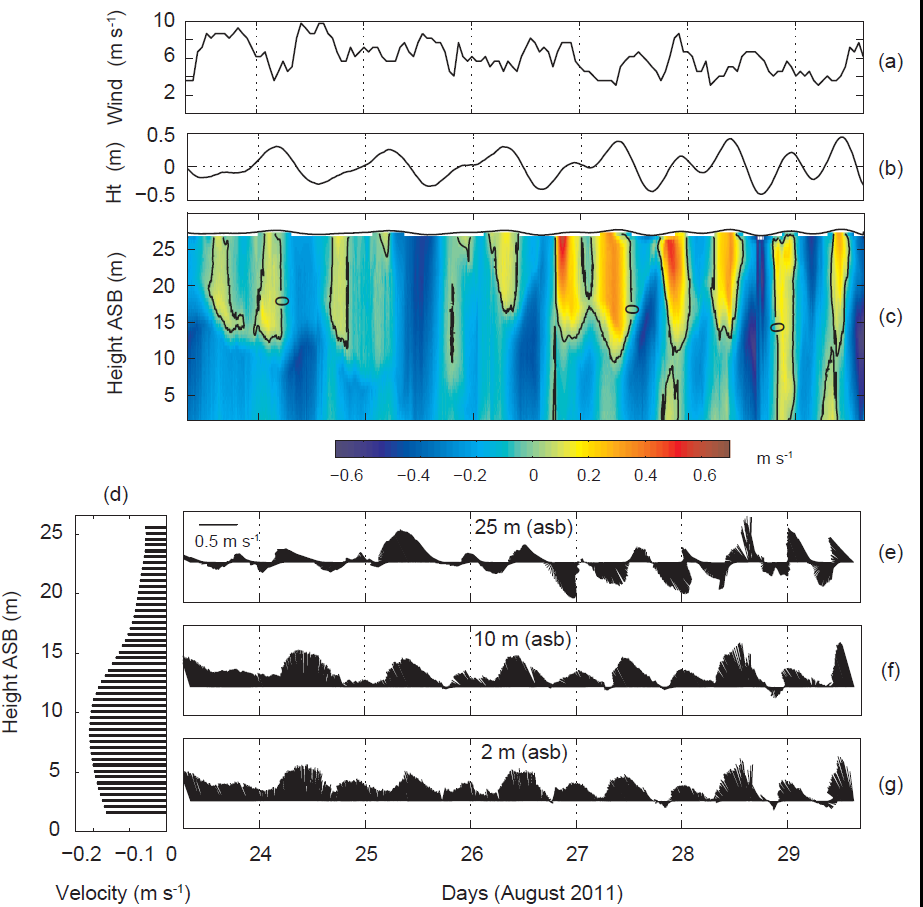 Wind (m s-1)
10
6
2
(a)
Ht (m)
0.5
0
−0.5
(b)
Height ASB (m)
25
20
15
10
5
0
0
0
(c)
−0.6 −0.4 −0.2 0 0.2 0.4 0.6
m s-1
(d)
Height ASB (m)
25
20
15
10
5
0
−0.2 −0.1 0
Velocity (m s-1)
25 m (asb)
0.5 m s-1
(e)
10 m (asb)
(f)
2 m (asb)
(g)
24 25 26 27 28 29
Days (August 2011)